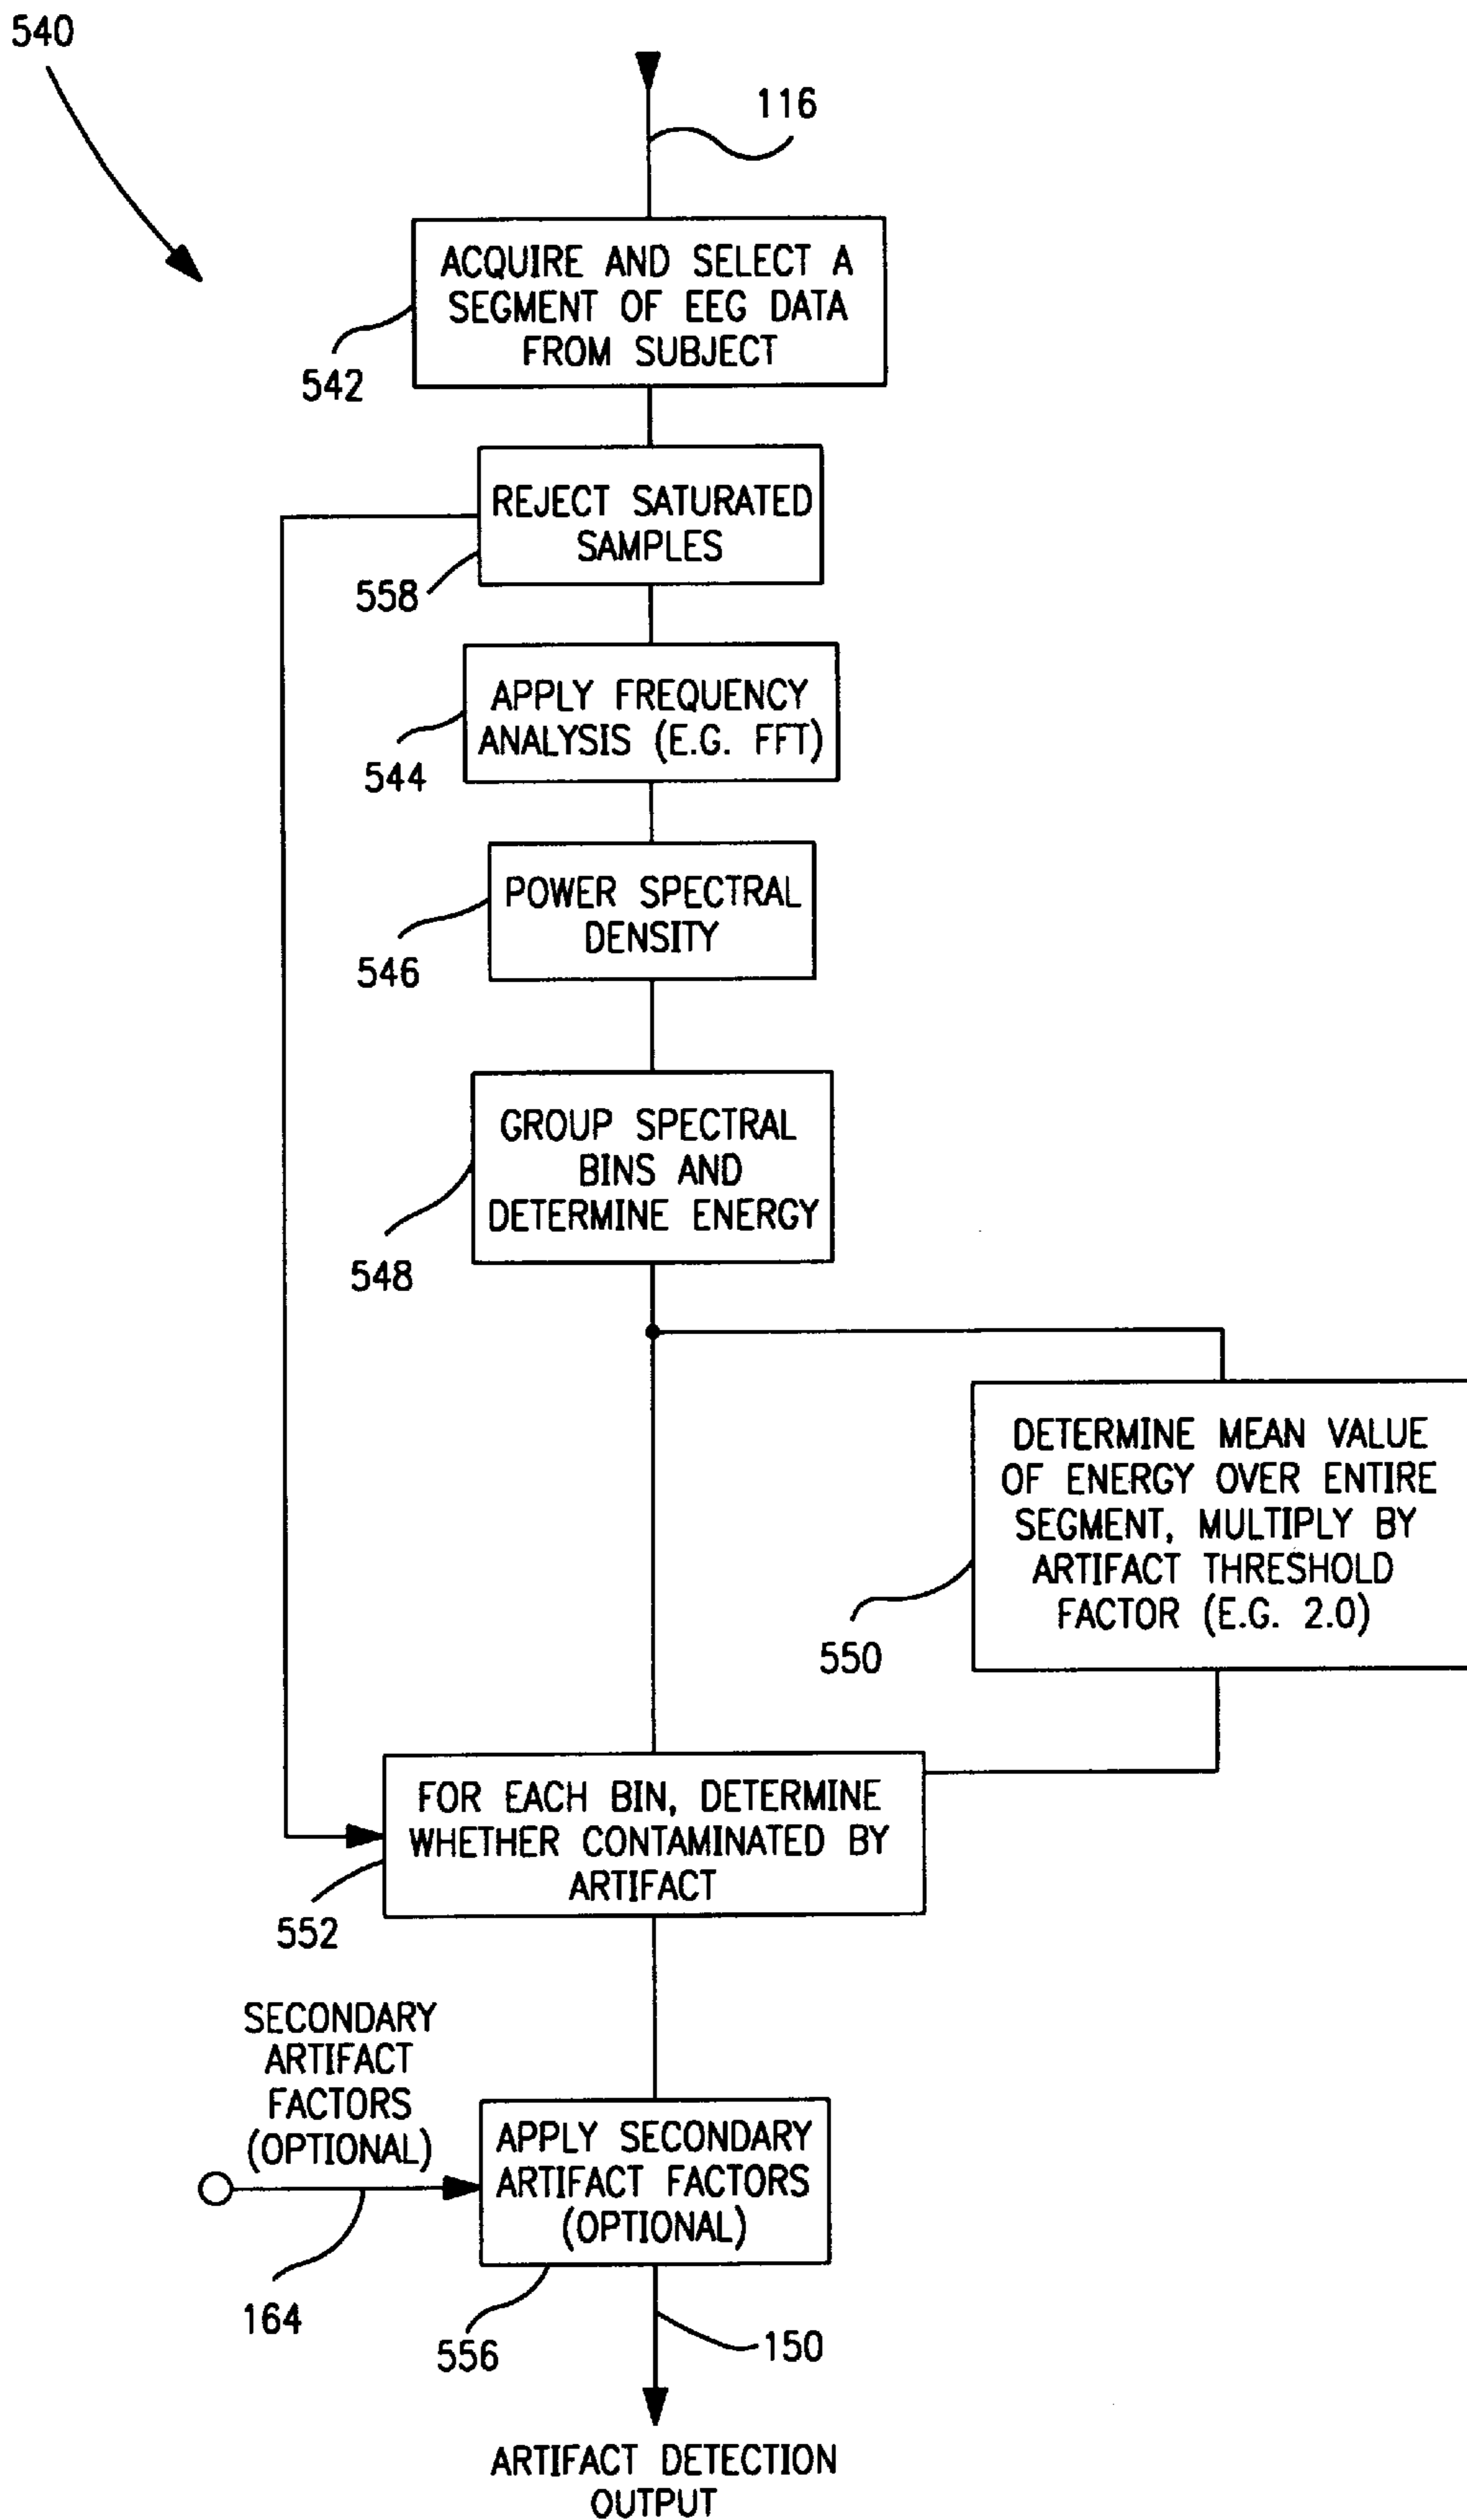 540
116
ACQUIRE AND SELECT A
SEGMENT OF EEG DATA
FROM SUBJECT
542
REJECT SATURATED
SAMPLES
558
APPLY FREQUENCY
ANALYSIS (E.G. FFT)
544
POWER SPECTRAL
DENSITY
546
GROUP SPECTRAL
BINS AND
DETERMINE ENERGY
548
DETERMINE MEAN VALUE
OF ENERGY OVER ENTIRE
SEGMENT, MULTIPLY BY
ARTIFACT THRESHOLD
FACTOR (E.G. 2.0)
550
FOR EACH BIN, DETERMINE
WHETHER CONTAMINATED BY
ARTIFACT
552
SECONDARY
ARTIFACT
FACTORS
(OPTIONAL)
APPLY SECONDARY
ARTIFACT FACTORS
(OPTIONAL)
164
556
150
ARTIFACT DETECTION
OUTPUT